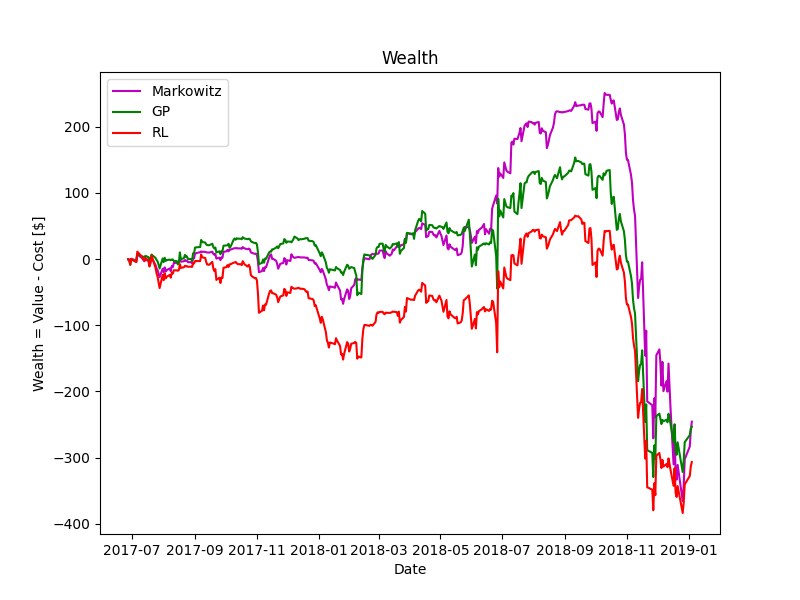 Wealth
Markowitz
GP
RL
Wealth = Value - Cost [$]
200
100
0
−100
−200
−300
−400
2017-07 2017-09 2017-11 2018-01 2018-03 2018-05 2018-07 2018-09 2018-11 2019-01
Date